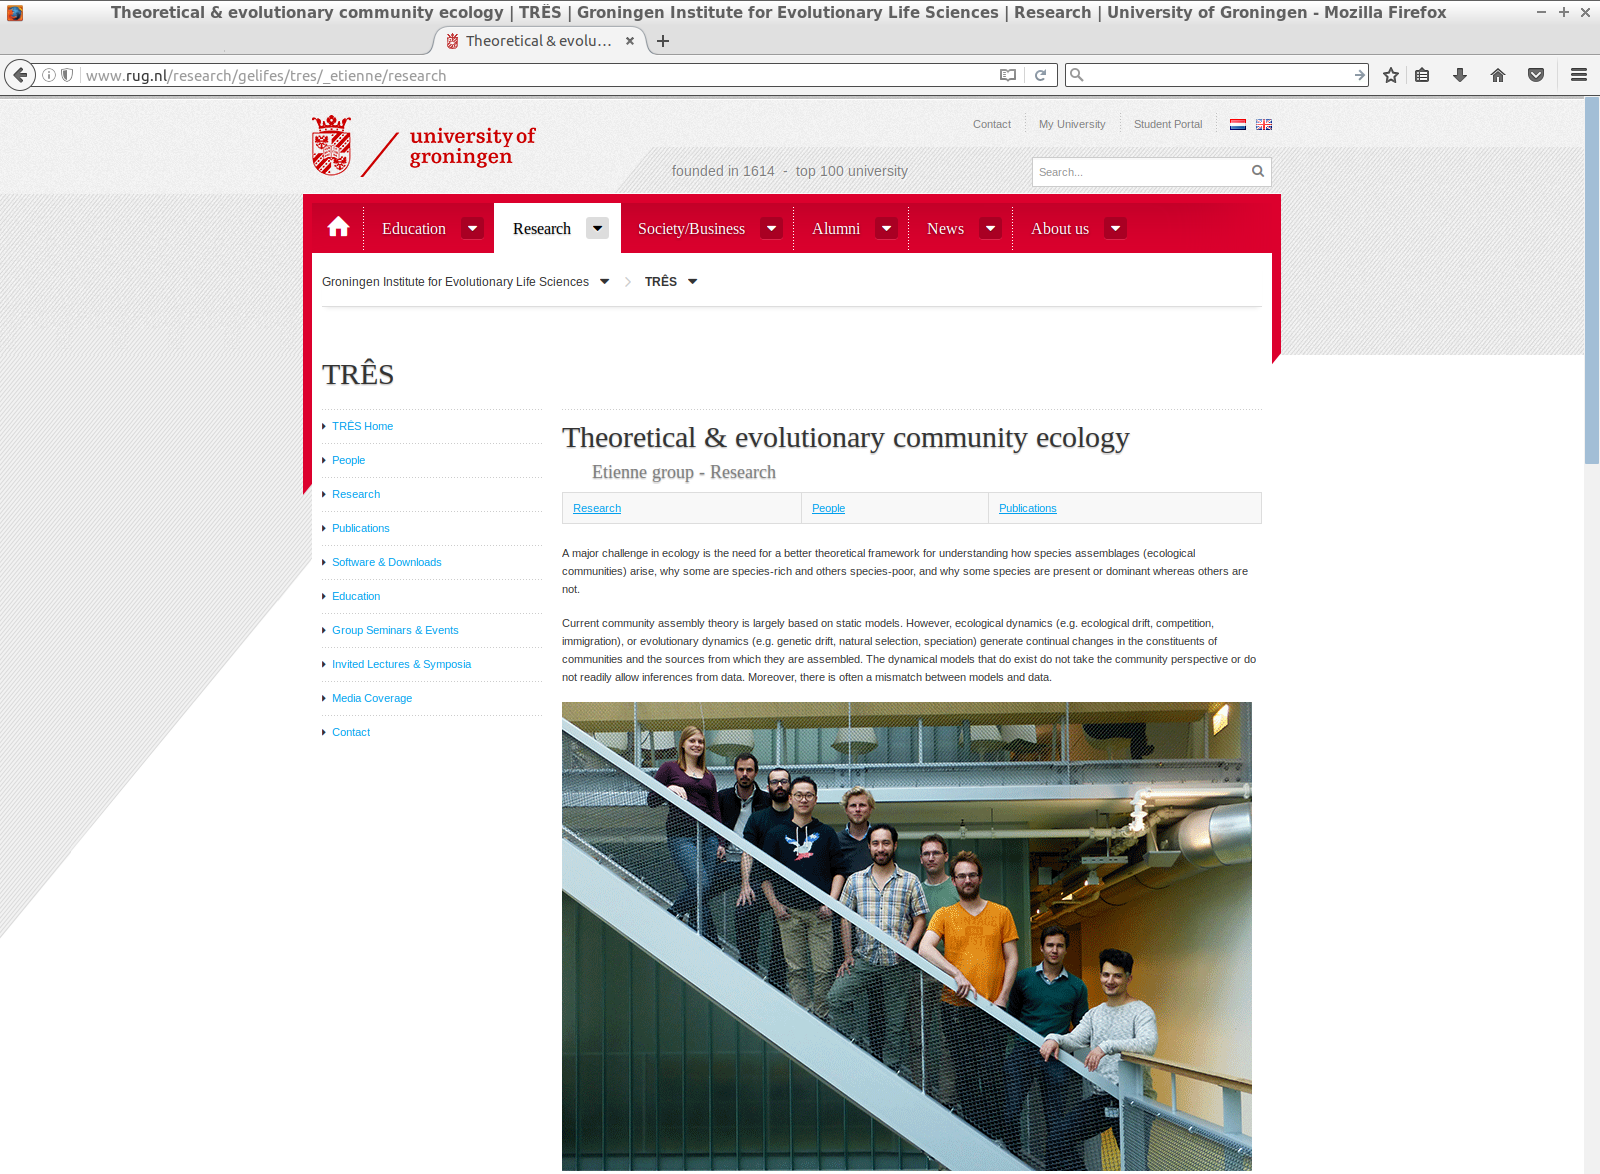 Theoretical & evolutionary community ecology | TRÊS | Groningen Institute for Evolutionary Life Sciences | Research | University of Groningen - Mozilla Firefox
Theoretical & evolu...
www.rug.nl/research/gelifes/tres/_etienne/research
university of
groningen
Contact
My University
Student Portal
founded in 1614 - top 100 university
Search...
Education
Research
Society/Business
Alumni
News
About us
Groningen Institute for Evolutionary Life Sciences
TRÊS
TRÊS
TRÊS Home
People
Research
Publications
Software & Downloads
Education
Group Seminars & Events
Invited Lectures & Symposia
Media Coverage
Contact
Theoretical & evolutionary community ecology
Etienne group - Research
Research
People
Publications
A major challenge in ecology is the need for a better theoretical framework for understanding how species assemblages (ecological
communities) arise, why some are species-rich and others species-poor, and why some species are present or dominant whereas others are
not.
Current community assembly theory is largely based on static models. However, ecological dynamics (e.g. ecological drift, competition,
immigration), or evolutionary dynamics (e.g. genetic drift, natural selection, speciation) generate continual changes in the constituents of
communities and the sources from which they are assembled. The dynamical models that do exist do not take the community perspective or do
not readily allow inferences from data. Moreover, there is often a mismatch between models and data.